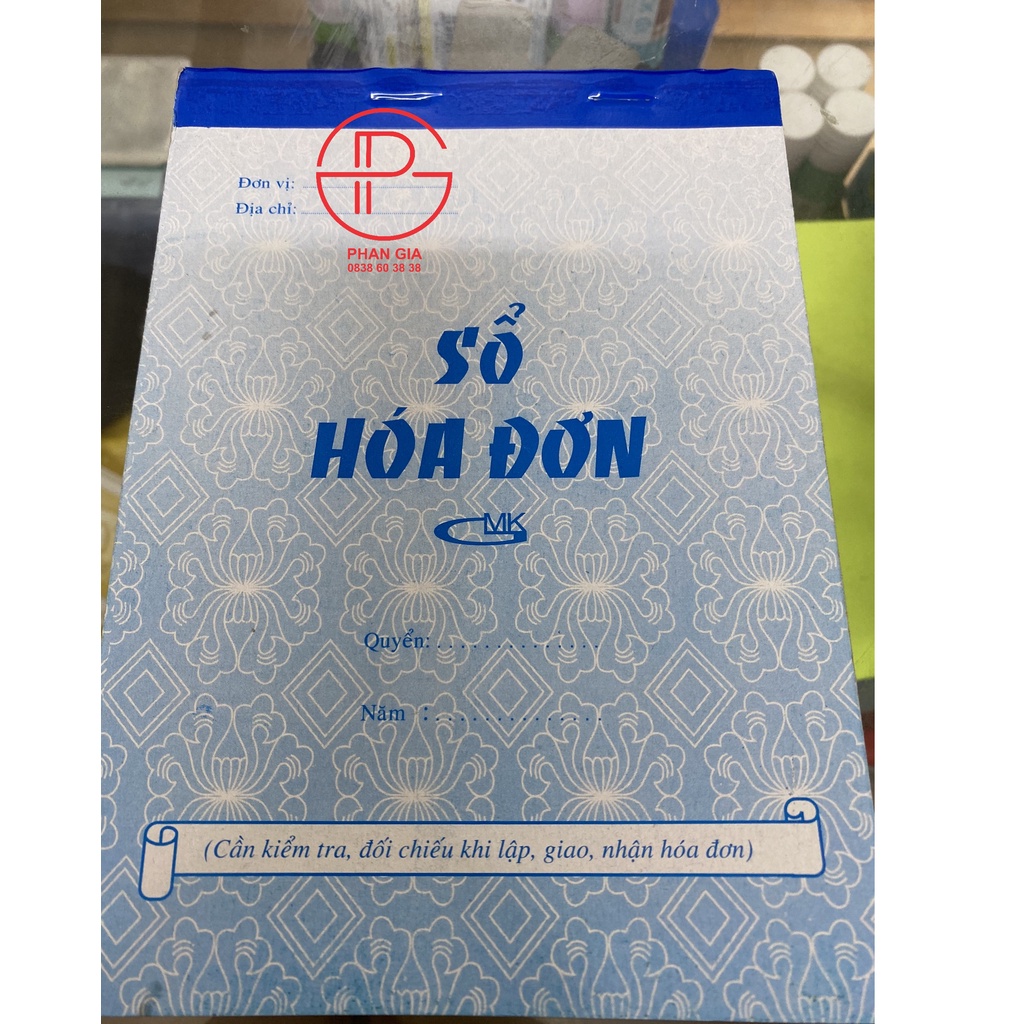 Đơn vị:
Địa chỉ:
PHAN GIA
0838 60 38 38
SỔ
HÓA ĐƠN
GMK
Quyển:
Năm :
(Cần kiểm tra, đối chiếu khi lập, giao, nhận hóa đơn)